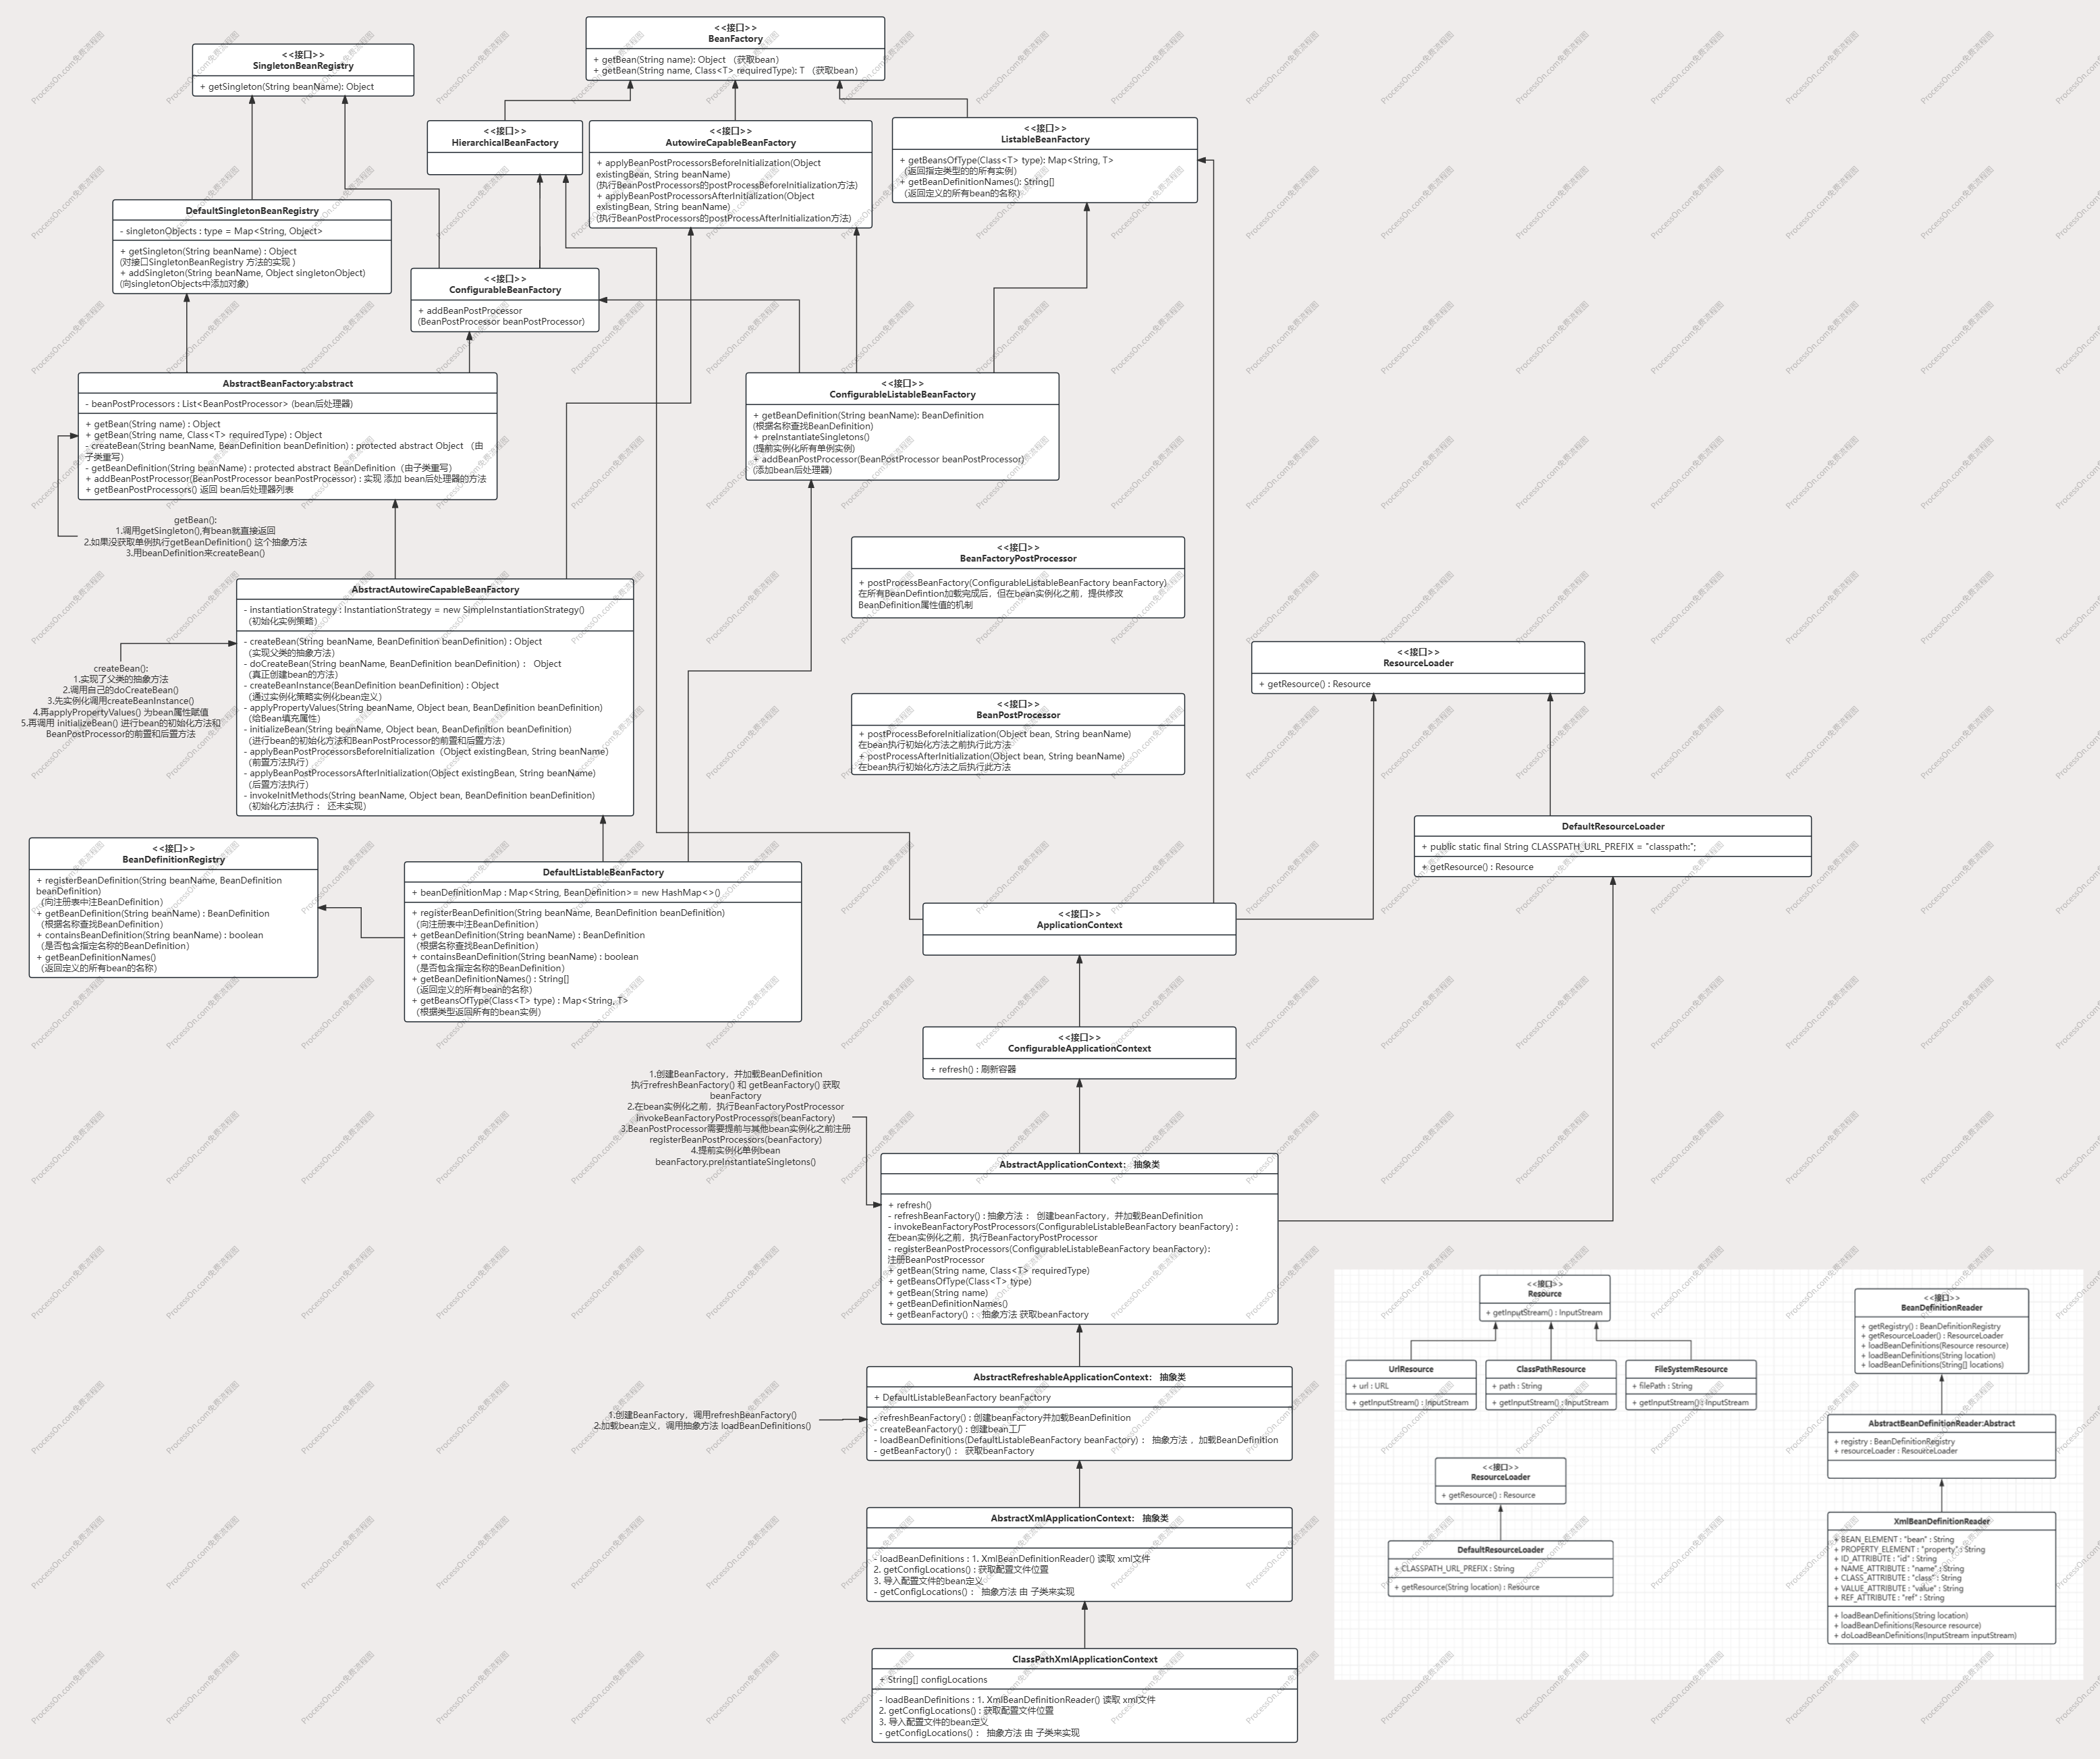 <<接口>>
BeanFactory
+ getBean(String name): Object （获取bean）
+ getBean(String name, Class<T> requiredType): T （获取bean）
<<接口>>
SingletonBeanRegistry
+ getSingleton(String beanName): Object
<<接口>>
HierarchicalBeanFactory
<<接口>>
AutowireCapableBeanFactory
+ applyBeanPostProcessorsBeforeInitialization(Object
existingBean, String beanName)
(执行BeanPostProcessors的postProcessBeforeInitialization方法)
+ applyBeanPostProcessorsAfterInitialization(Object
existingBean, String beanName)
(执行BeanPostProcessors的postProcessAfterInitialization方法)
<<接口>>
ListableBeanFactory
+ getBeansOfType(Class<T> type): Map<String, T>
（返回指定类型的的所有实例）
+ getBeanDefinitionNames(): String[]
（返回定义的所有bean的名称）
DefaultSingletonBeanRegistry
- singletonObjects : type = Map<String, Object>
+ getSingleton(String beanName) : Object
(对接口SingletonBeanRegistry 方法的实现 )
+ addSingleton(String beanName, Object singletonObject)
(向singletonObjects中添加对象)
<<接口>>
ConfigurableBeanFactory
+ addBeanPostProcessor
(BeanPostProcessor beanPostProcessor)
AbstractBeanFactory:abstract
- beanPostProcessors : List<BeanPostProcessor> (bean后处理器)
+ getBean(String name) : Object
+ getBean(String name, Class<T> requiredType) : Object
- createBean(String beanName, BeanDefinition beanDefinition) : protected abstract Object （由
子类重写）
- getBeanDefinition(String beanName) : protected abstract BeanDefinition（由子类重写）
+ addBeanPostProcessor(BeanPostProcessor beanPostProcessor) : 实现 添加 bean后处理器的方法
+ getBeanPostProcessors() 返回 bean后处理器列表
<<接口>>
ConfigurableListableBeanFactory
+ getBeanDefinition(String beanName): BeanDefinition
(根据名称查找BeanDefinition)
+ preInstantiateSingletons()
(提前实例化所有单例实例)
+ addBeanPostProcessor(BeanPostProcessor beanPostProcessor)
(添加bean后处理器)
getBean():
1.调用getSingleton(),有bean就直接返回
2.如果没获取单例执行getBeanDefinition() 这个抽象方法
3.用beanDefinition来createBean()
<<接口>>
BeanFactoryPostProcessor
+ postProcessBeanFactory(ConfigurableListableBeanFactory beanFactory)
在所有BeanDefintion加载完成后，但在bean实例化之前，提供修改
BeanDefinition属性值的机制
AbstractAutowireCapableBeanFactory
- instantiationStrategy : InstantiationStrategy = new SimpleInstantiationStrategy()
（初始化实例策略）
- createBean(String beanName, BeanDefinition beanDefinition) : Object
（实现父类的抽象方法）
- doCreateBean(String beanName, BeanDefinition beanDefinition) ： Object
（真正创建bean的方法）
- createBeanInstance(BeanDefinition beanDefinition) : Object
（通过实例化策略实例化bean定义）
- applyPropertyValues(String beanName, Object bean, BeanDefinition beanDefinition)
（给Bean填充属性）
- initializeBean(String beanName, Object bean, BeanDefinition beanDefinition)
（进行bean的初始化方法和BeanPostProcessor的前置和后置方法）
- applyBeanPostProcessorsBeforeInitialization（Object existingBean, String beanName）
（前置方法执行）
- applyBeanPostProcessorsAfterInitialization(Object existingBean, String beanName)
（后置方法执行）
- invokeInitMethods(String beanName, Object bean, BeanDefinition beanDefinition)
（初始化方法执行： 还未实现）
createBean():
1.实现了父类的抽象方法
2.调用自己的doCreateBean()
3.先实例化调用createBeanInstance()
4.再applyPropertyValues() 为bean属性赋值
5.再调用 initializeBean() 进行bean的初始化方法和
BeanPostProcessor的前置和后置方法
<<接口>>
ResourceLoader
+ getResource() : Resource
<<接口>>
BeanPostProcessor
+ postProcessBeforeInitialization(Object bean, String beanName)
在bean执行初始化方法之前执行此方法
+ postProcessAfterInitialization(Object bean, String beanName)
在bean执行初始化方法之后执行此方法
DefaultResourceLoader
+ public static final String CLASSPATH_URL_PREFIX = "classpath:";
+ getResource() : Resource
<<接口>>
BeanDefinitionRegistry
+ registerBeanDefinition(String beanName, BeanDefinition
beanDefinition)
（向注册表中注BeanDefinition）
+ getBeanDefinition(String beanName) : BeanDefinition
（根据名称查找BeanDefinition）
+ containsBeanDefinition(String beanName) : boolean
（是否包含指定名称的BeanDefinition）
+ getBeanDefinitionNames()
（返回定义的所有bean的名称）
DefaultListableBeanFactory
+ beanDefinitionMap : Map<String, BeanDefinition>= new HashMap<>()
+ registerBeanDefinition(String beanName, BeanDefinition beanDefinition)
（向注册表中注BeanDefinition）
+ getBeanDefinition(String beanName) : BeanDefinition
（根据名称查找BeanDefinition）
+ containsBeanDefinition(String beanName) : boolean
（是否包含指定名称的BeanDefinition）
+ getBeanDefinitionNames() : String[]
（返回定义的所有bean的名称）
+ getBeansOfType(Class<T> type) : Map<String, T>
（根据类型返回所有的bean实例）
<<接口>>
ApplicationContext
<<接口>>
ConfigurableApplicationContext
+ refresh() : 刷新容器
1.创建BeanFactory，并加载BeanDefinition
执行refreshBeanFactory() 和 getBeanFactory() 获取
beanFactory
2.在bean实例化之前，执行BeanFactoryPostProcessor
invokeBeanFactoryPostProcessors(beanFactory)
3.BeanPostProcessor需要提前与其他bean实例化之前注册
registerBeanPostProcessors(beanFactory)
4.提前实例化单例bean
beanFactory.preInstantiateSingletons()
AbstractApplicationContext： 抽象类
+ refresh()
- refreshBeanFactory() : 抽象方法 ： 创建beanFactory，并加载BeanDefinition
- invokeBeanFactoryPostProcessors(ConfigurableListableBeanFactory beanFactory) :
在bean实例化之前，执行BeanFactoryPostProcessor
- registerBeanPostProcessors(ConfigurableListableBeanFactory beanFactory):
注册BeanPostProcessor
+ getBean(String name, Class<T> requiredType)
+ getBeansOfType(Class<T> type)
+ getBean(String name)
+ getBeanDefinitionNames()
+ getBeanFactory() ： 抽象方法 获取beanFactory
AbstractRefreshableApplicationContext： 抽象类
+ DefaultListableBeanFactory beanFactory
- refreshBeanFactory() : 创建beanFactory并加载BeanDefinition
- createBeanFactory() : 创建bean工厂
- loadBeanDefinitions(DefaultListableBeanFactory beanFactory) ： 抽象方法 ，加载BeanDefinition
- getBeanFactory() ： 获取beanFactory
1.创建BeanFactory，调用refreshBeanFactory()
2.加载bean定义，调用抽象方法 loadBeanDefinitions()
AbstractXmlApplicationContext： 抽象类
- loadBeanDefinitions : 1. XmlBeanDefinitionReader() 读取 xml文件
2. getConfigLocations() : 获取配置文件位置
3. 导入配置文件的bean定义
- getConfigLocations() ： 抽象方法 由 子类来实现
ClassPathXmlApplicationContext
+ String[] configLocations
- loadBeanDefinitions : 1. XmlBeanDefinitionReader() 读取 xml文件
2. getConfigLocations() : 获取配置文件位置
3. 导入配置文件的bean定义
- getConfigLocations() ： 抽象方法 由 子类来实现
<<接口>>
Resource
+ getInputStream() : InputStream
UrlResource
+ url : URL
+ getInputStream() : InputStream
ClassPathResource
+ path : String
+ getInputStream() : InputStream
FileSystemResource
+ filePath : String
+ getInputStream() : InputStream
<<接口>>
ResourceLoader
+ getResource() : Resource
DefaultResourceLoader
+ CLASSPATH_URL_PREFIX : String
+ getResource(String location) : Resource
<<接口>>
BeanDefinitionReader
+ getRegistry() : BeanDefinitionRegistry
+ getResourceLoader() : ResourceLoader
+ loadBeanDefinitions(Resource resource)
+ loadBeanDefinitions(String location)
+ loadBeanDefinitions(String[] locations)
AbstractBeanDefinitionReader:Abstract
+ registry : BeanDefinitionRegistry
+ resourceLoader : ResourceLoader
XmlBeanDefinitionReader
+ BEAN_ELEMENT : "bean" : String
+ PROPERTY_ELEMENT : "property" : String
+ ID_ATTRIBUTE : "id" : String
+ NAME_ATTRIBUTE : "name" : String
+ CLASS_ATTRIBUTE : "class" : String
+ VALUE_ATTRIBUTE : "value" : String
+ REF_ATTRIBUTE : "ref" : String
+ loadBeanDefinitions(String location)
+ loadBeanDefinitions(Resource resource)
+ doLoadBeanDefinitions(InputStream inputStream)
ProcessOn.com免费流程图